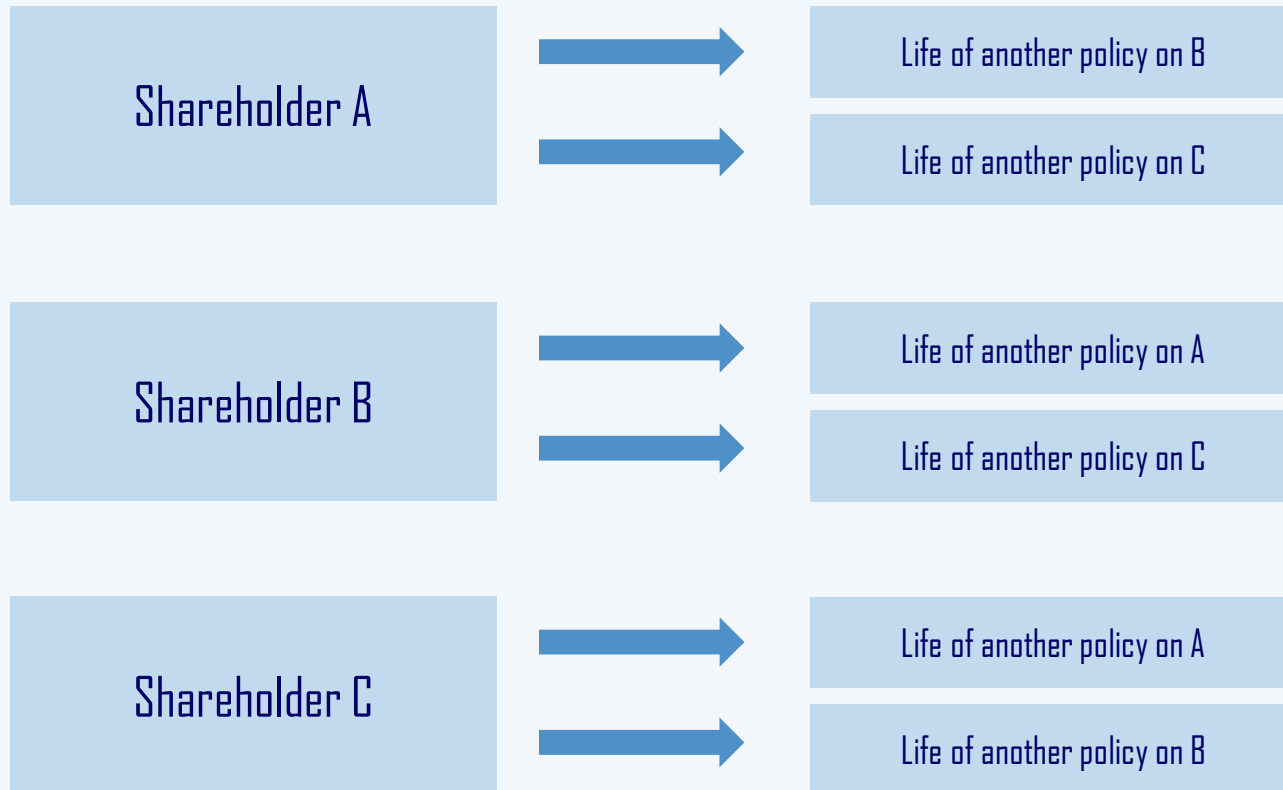 Shareholder A
Life of another policy on B
Life of another policy on C
Shareholder B
Life of another policy on A
Life of another policy on C
Shareholder C
Life of another policy on A
Life of another policy on B